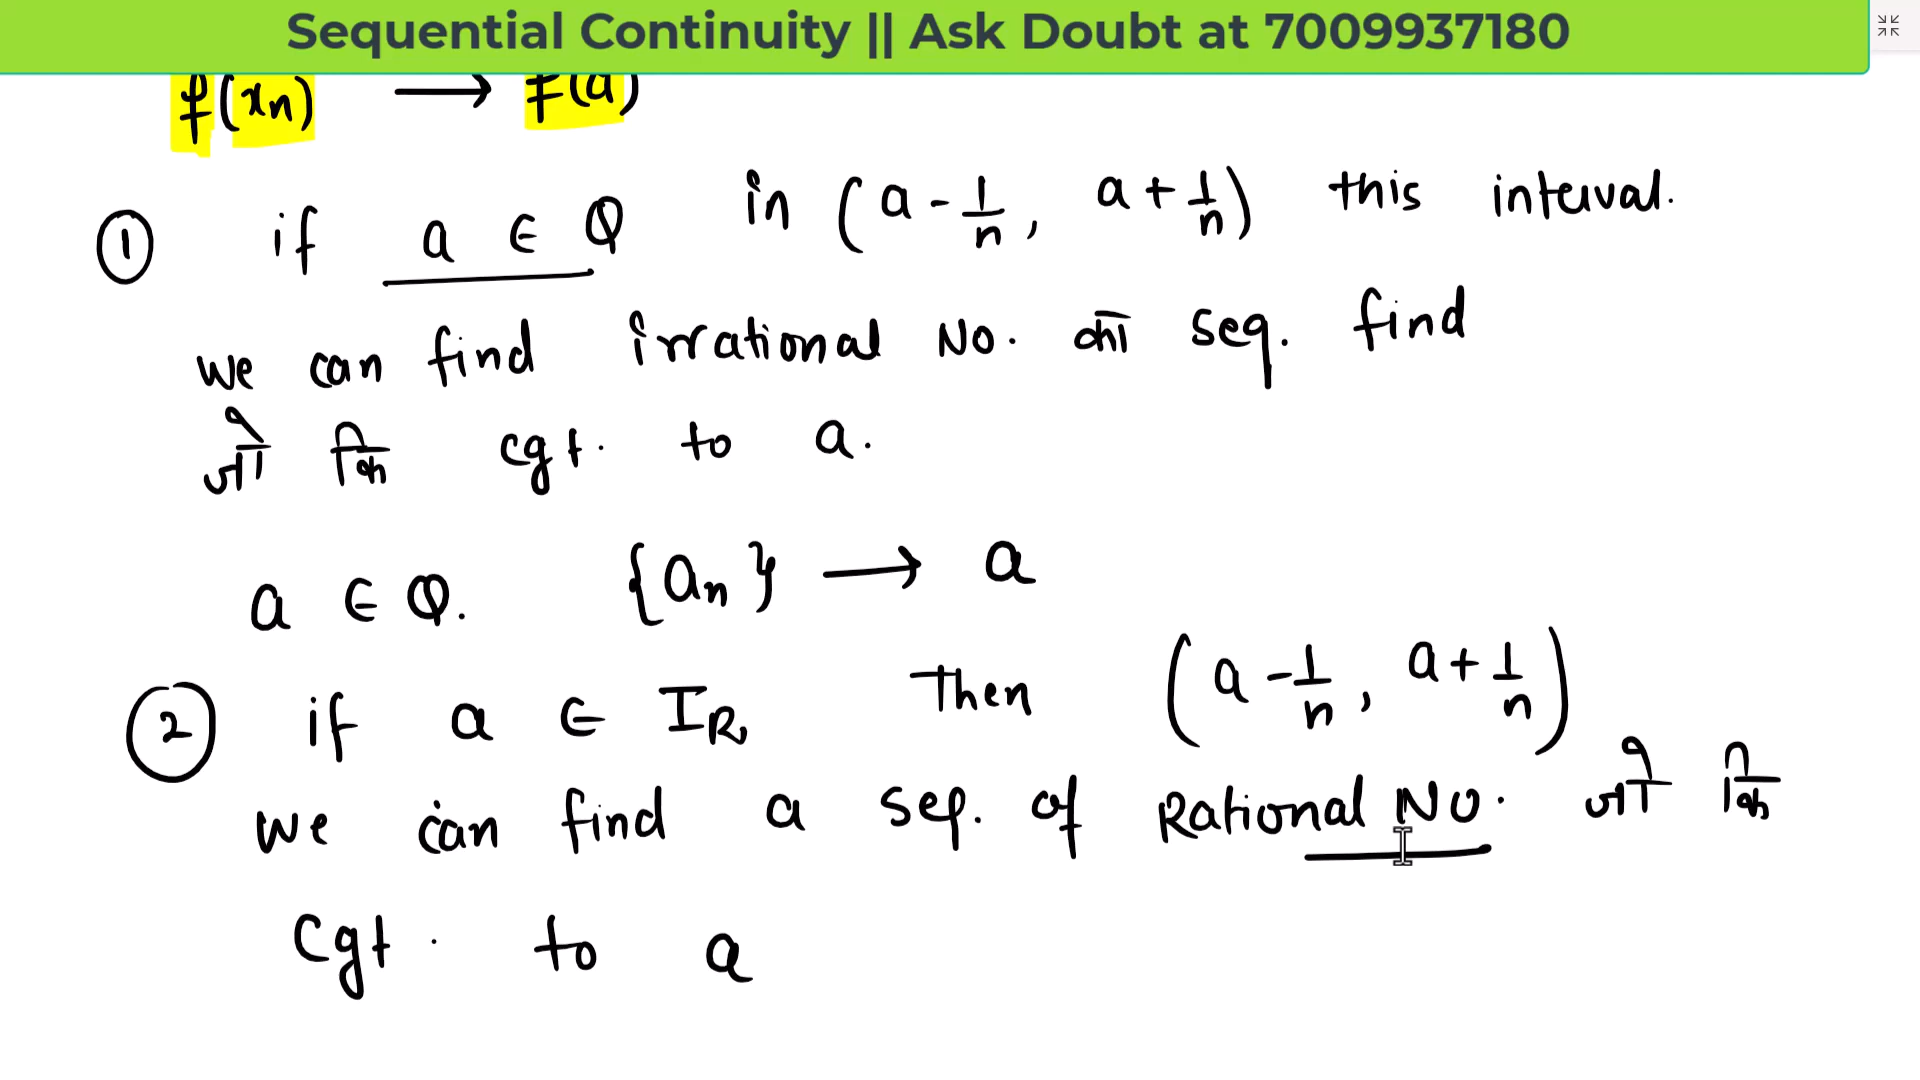 Sequential Continuity || Ask Doubt at 7009937180
f(xn) → f(a)
① if a ∈ Q in (a - 1/n, a + 1/n) this interval.
we can find irrational No. की seq. find
जो कि cgt. to a.
a ∈ Q. {an} → a
② if a ∈ IR Then (a - 1/n, a + 1/n)
we can find a seq. of Rational No. जो कि
Cgt. to a